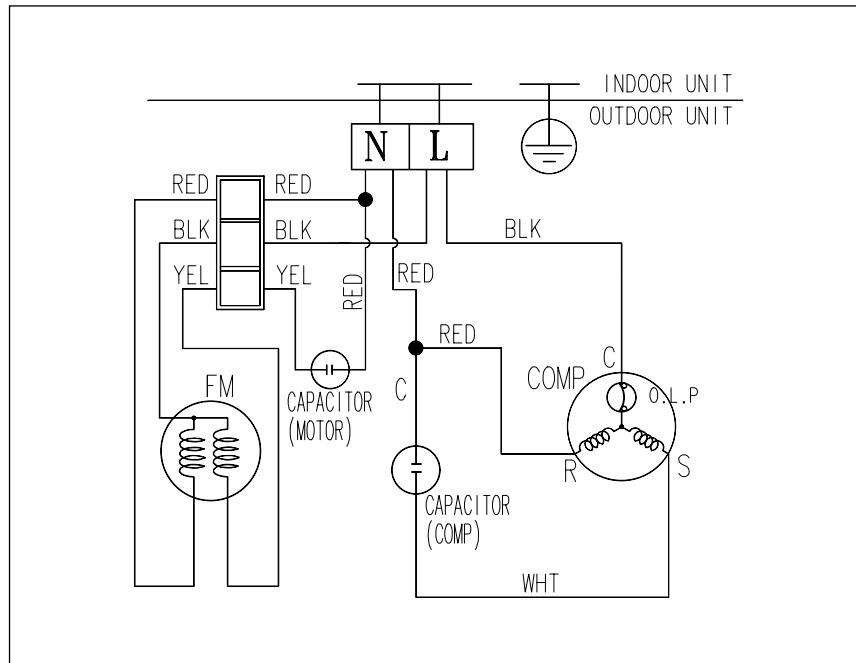 INDOOR UNIT
OUTDOOR UNIT
N L
RED RED
BLK BLK
BLK
YEL YEL
RED
RED
RED
FM
CAPACITOR
(MOTOR)
C
C
COMP
O.L.P
R S
CAPACITOR
(COMP)
WHT